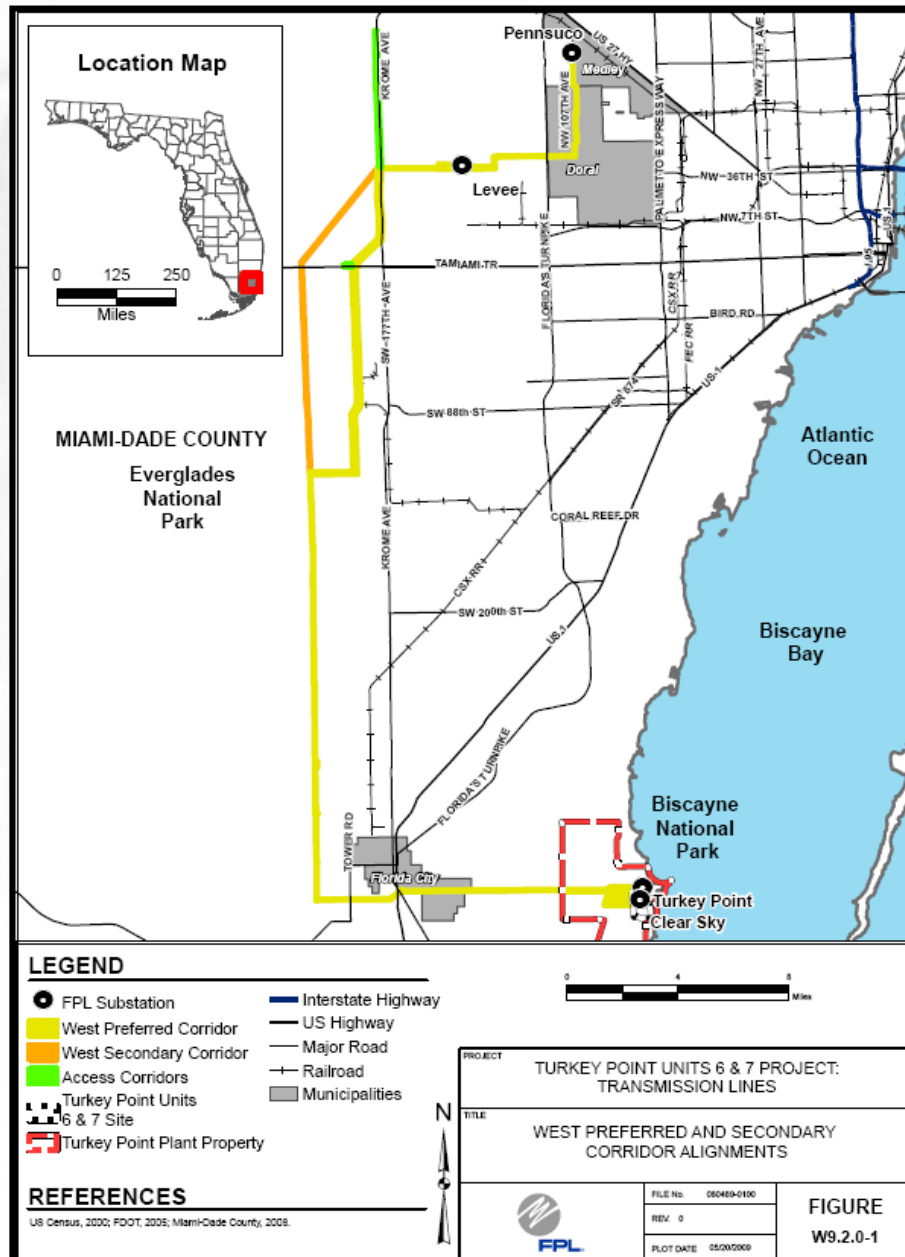 Location Map
0 125 250
Miles
KROME AVE
Pennsuco
US 27 HY
Medley
NW 107TH AVE
NW 27TH AVE
PALMETTO EXPRESSWAY
Levee
Doral
NW 36TH ST
NW 7TH ST
US-1
I-95
FLORIDA'S TURNPIKE
TAMIAMI TR
SW 177TH AVE
CSX RR
FEC RR
BIRD RD
SR 874
US-1
SW 88th ST
MIAMI-DADE COUNTY
Everglades
National
Park
Atlantic
Ocean
KROME AVE
CORAL REEF DR
CSX RR
SW 200th ST
US 1
Biscayne
Bay
FLORIDA'S TURNPIKE
TOWER RD
Florida City
Biscayne
National
Park
Turkey Point
Clear Sky
LEGEND
FPL Substation
West Preferred Corridor
West Secondary Corridor
Access Corridors
Turkey Point Units
6 & 7 Site
Turkey Point Plant Property
Interstate Highway
US Highway
Major Road
Railroad
Municipalities
0 4 8
Miles
N
REFERENCES
US Census, 2000; FDOT, 2005; Miami-Dade County, 2008.
PROJECT
TURKEY POINT UNITS 6 & 7 PROJECT:
TRANSMISSION LINES
TITLE
WEST PREFERRED AND SECONDARY
CORRIDOR ALIGNMENTS
FPL.
FILE No. 080489-0100
REV. 0
PLOT DATE 05/20/2009
FIGURE
W9.2.0-1